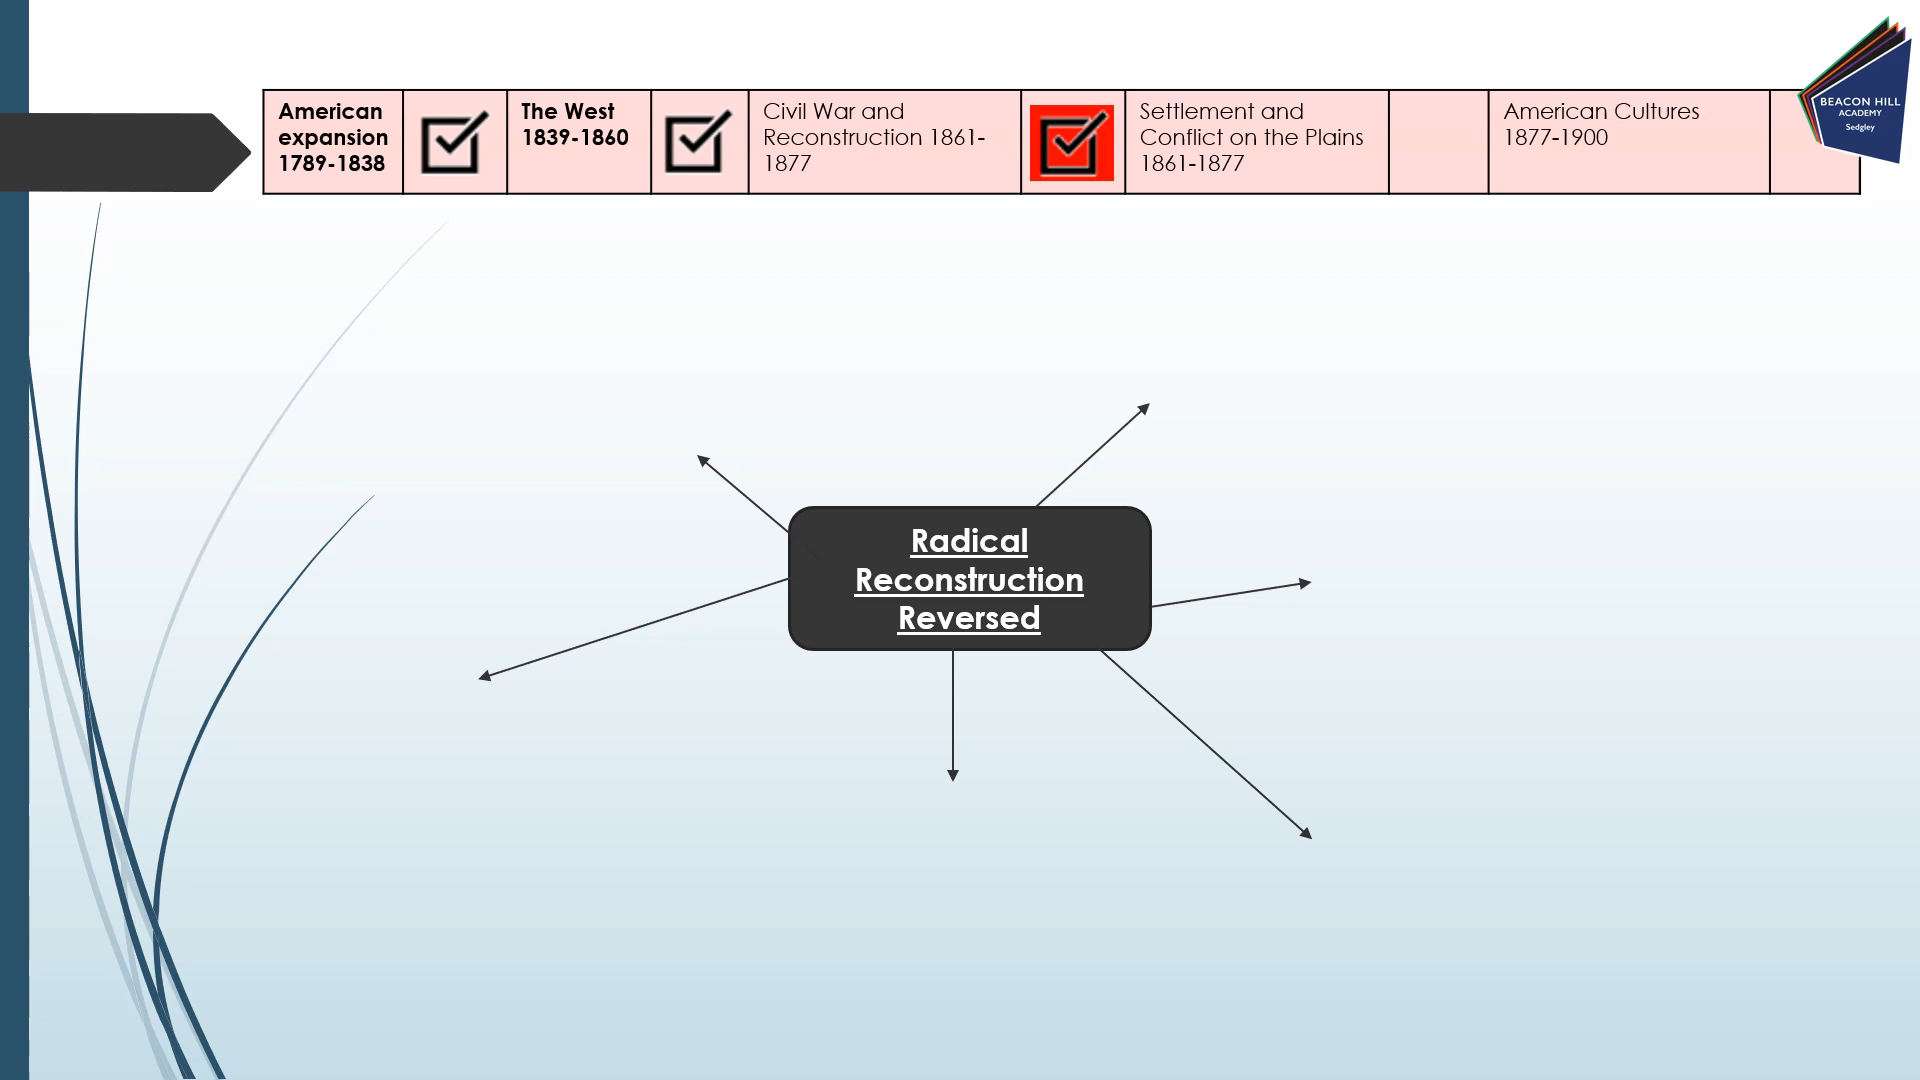 American
expansion
1789-1838
The West
1839-1860
Civil War and
Reconstruction 1861-
1877
Settlement and
Conflict on the Plains
1861-1877
American Cultures
1877-1900
BEACON HILL
ACADEMY
Sedgley
Radical
Reconstruction
Reversed